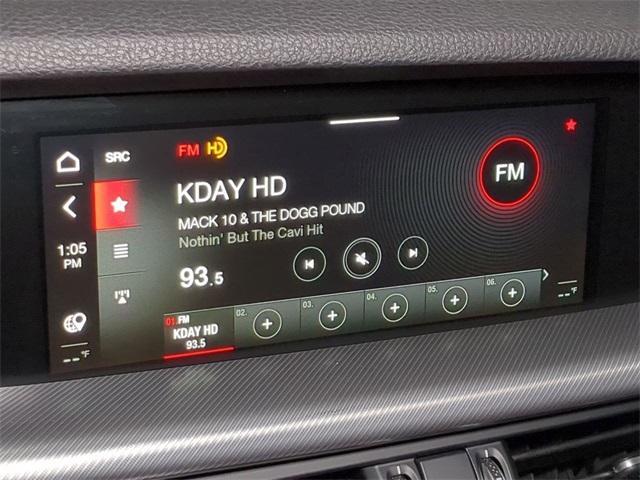 SRC
FM HD
FM
KDAY HD
MACK 10 & THE DOGG POUND
Nothin' But The Cavi Hit
1:05
PM
93.5
01.FM
KDAY HD
93.5
02.
03.
04.
05.
06.
--°F
--°F